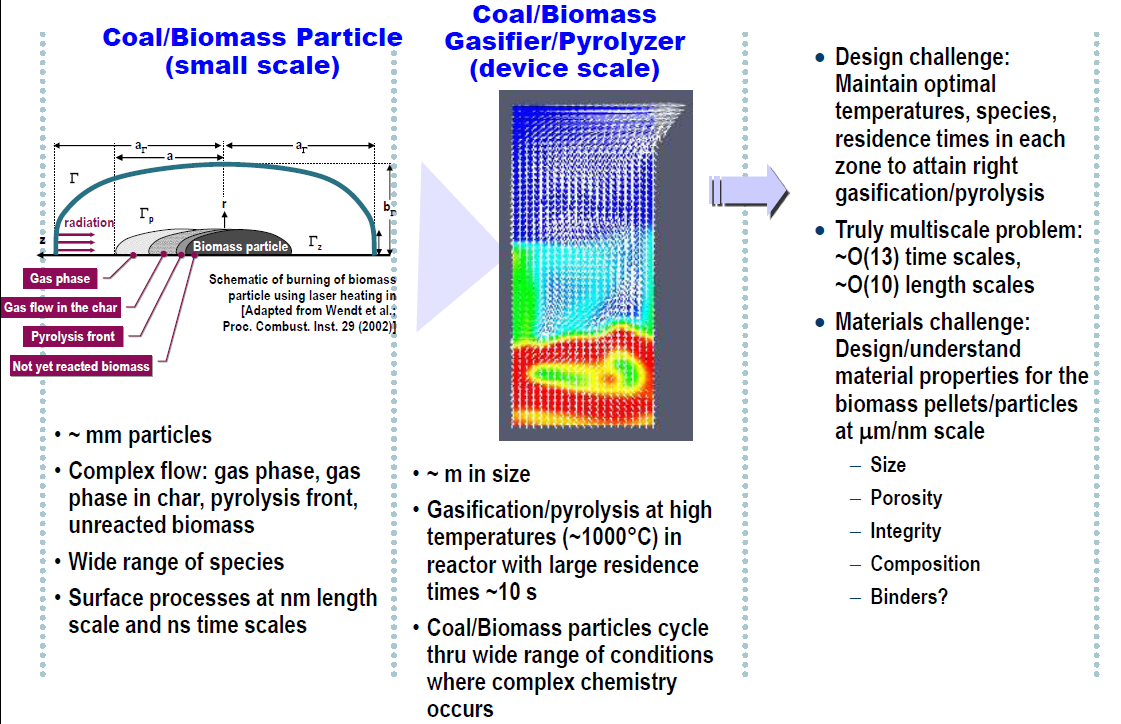 Coal/Biomass Particle
(small scale)
a_Γ
a_Γ
a
Γ
r
b_Γ
Γ_p
radiation
z
Biomass particle
Γ_z
Gas phase
Gas flow in the char
Pyrolysis front
Not yet reacted biomass
Schematic of burning of biomass
particle using laser heating in
[Adapted from Wendt et al.;
Proc. Combust. Inst. 29 (2002)]
• ~ mm particles
• Complex flow: gas phase, gas
phase in char, pyrolysis front,
unreacted biomass
• Wide range of species
• Surface processes at nm length
scale and ns time scales
Coal/Biomass
Gasifier/Pyrolyzer
(device scale)
• ~ m in size
• Gasification/pyrolysis at high
temperatures (~1000°C) in
reactor with large residence
times ~10 s
• Coal/Biomass particles cycle
thru wide range of conditions
where complex chemistry
occurs
• Design challenge:
Maintain optimal
temperatures, species,
residence times in each
zone to attain right
gasification/pyrolysis
• Truly multiscale problem:
~O(13) time scales,
~O(10) length scales
• Materials challenge:
Design/understand
material properties for the
biomass pellets/particles
at μm/nm scale
– Size
– Porosity
– Integrity
– Composition
– Binders?